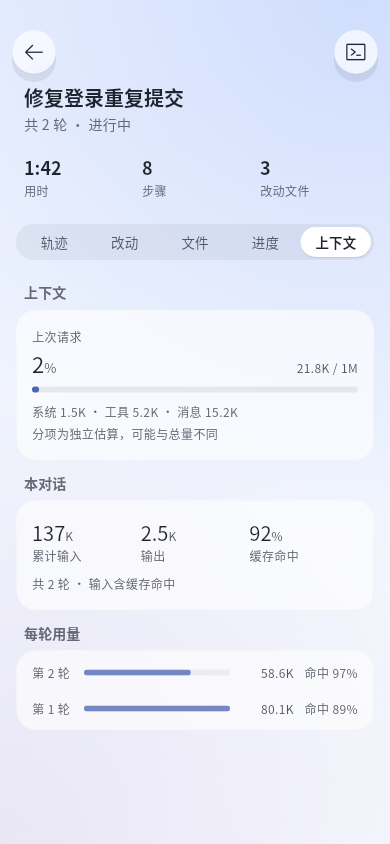 修复登录重复提交
共 2 轮 · 进行中
1:42 8 3
用时 步骤 改动文件
轨迹 改动 文件 进度 上下文
上下文
上次请求
2% 21.8K / 1M
系统 1.5K · 工具 5.2K · 消息 15.2K
分项为独立估算，可能与总量不同
本对话
137K 2.5K 92%
累计输入 输出 缓存命中
共 2 轮 · 输入含缓存命中
每轮用量
第 2 轮 58.6K 命中 97%
第 1 轮 80.1K 命中 89%